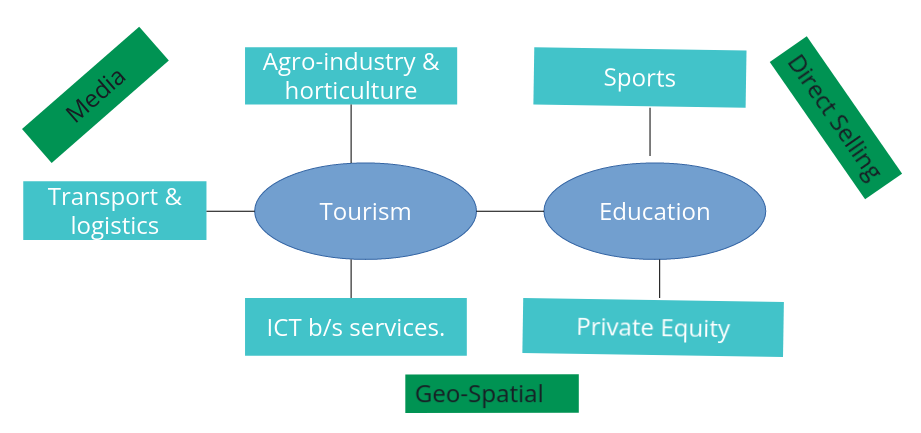 Media
Agro-industry &
horticulture
Sports
Direct Selling
Transport &
logistics
Tourism
Education
ICT b/s services.
Private Equity
Geo-Spatial